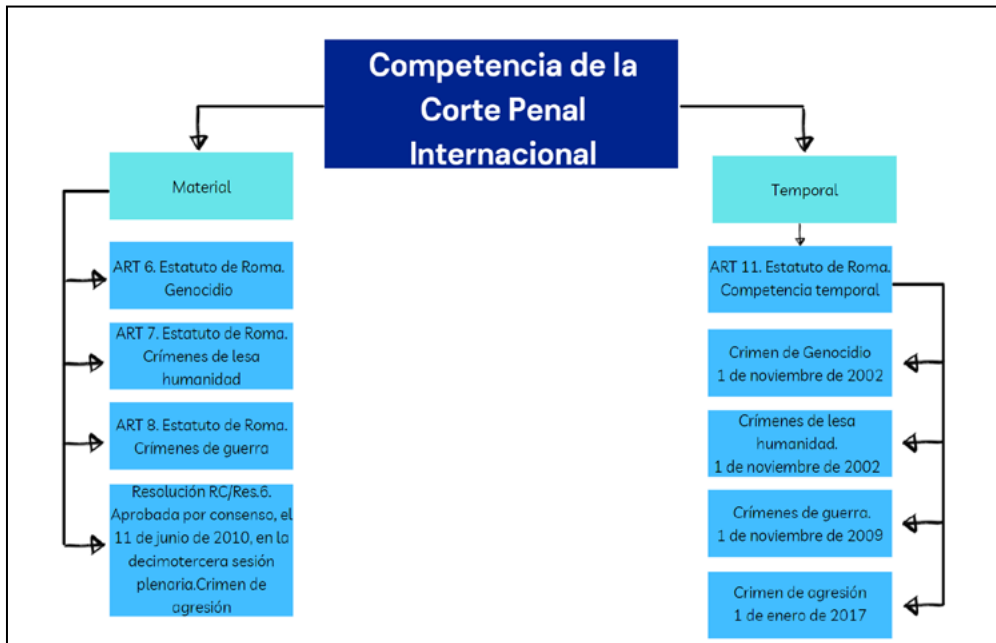 Competencia de la
Corte Penal
Internacional
Material
ART 6. Estatuto de Roma.
Genocidio
ART 7. Estatuto de Roma.
Crímenes de lesa
humanidad
ART 8. Estatuto de Roma.
Crímenes de guerra
Resolución RC/Res.6.
Aprobada por consenso, el
11 de junio de 2010, en la
decimotercera sesión
plenaria.Crimen de
agresión
Temporal
ART 11. Estatuto de Roma.
Competencia temporal
Crimen de Genocidio
1 de noviembre de 2002
Crímenes de lesa
humanidad.
1 de noviembre de 2002
Crímenes de guerra.
1 de noviembre de 2009
Crimen de agresión
1 de enero de 2017